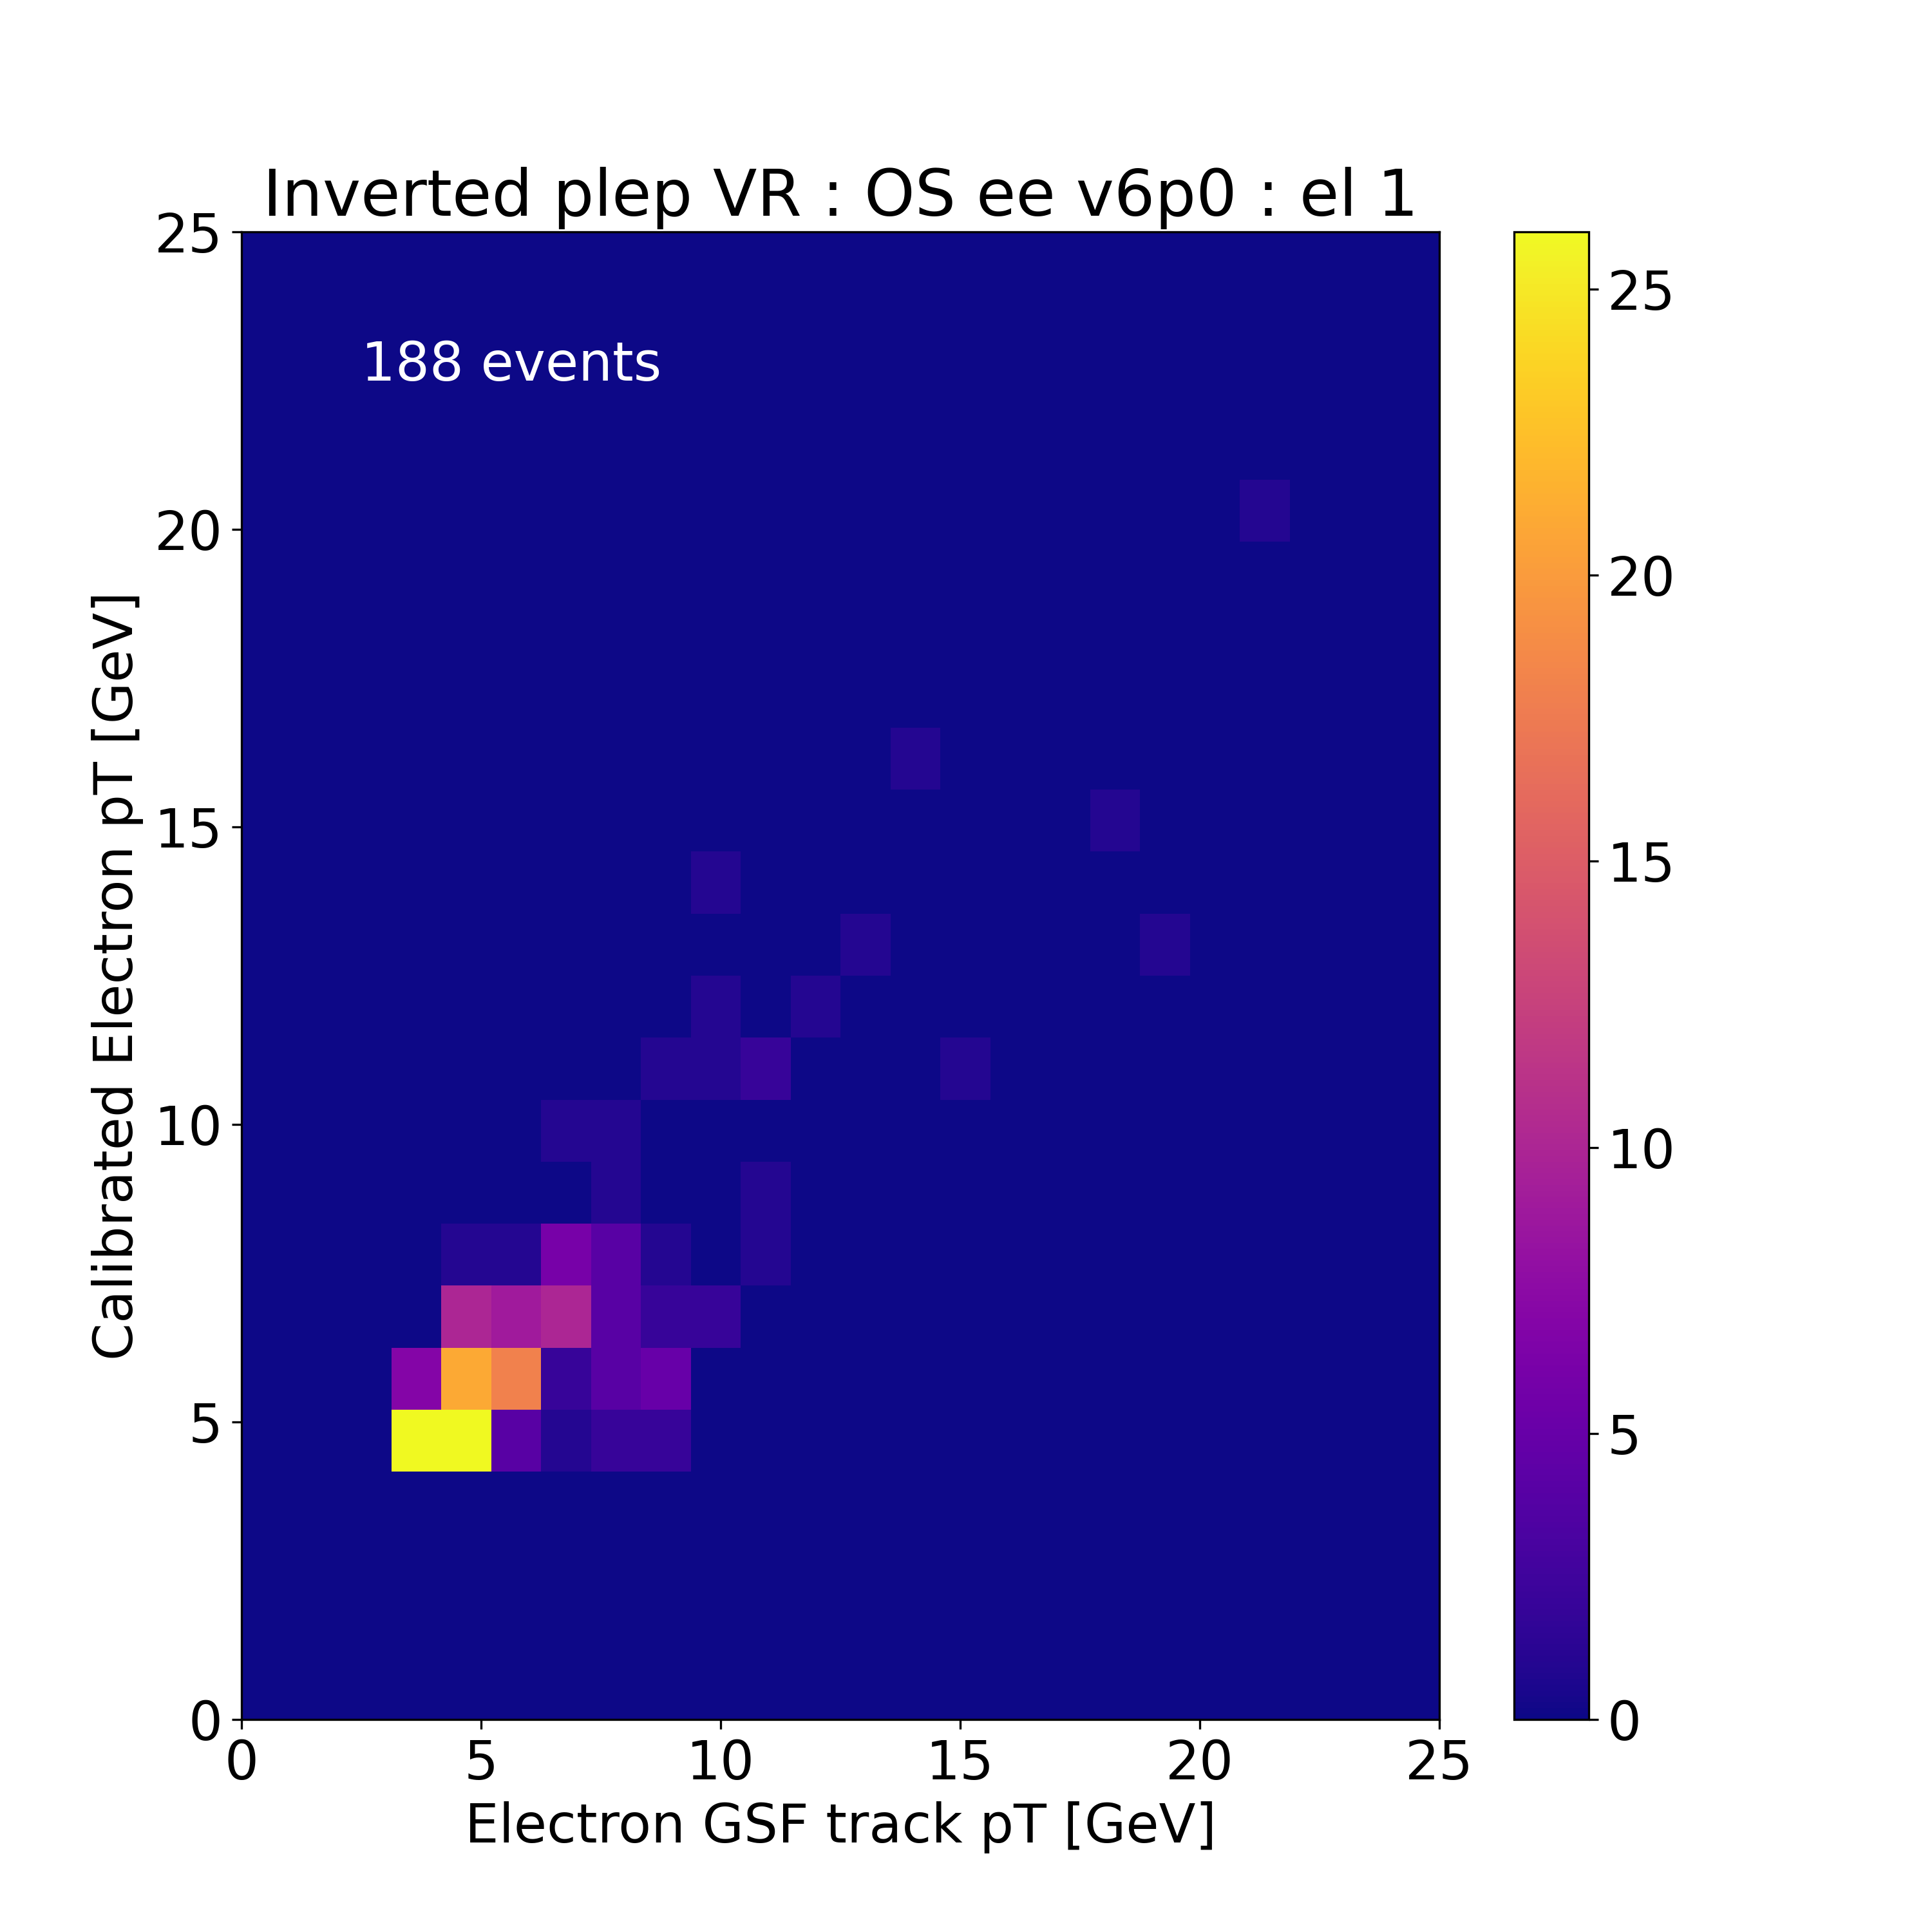 Inverted plep VR : OS ee v6p0 : el 1
188 events
Calibrated Electron pT [GeV]
25
20
15
10
5
0
0 5 10 15 20 25
Electron GSF track pT [GeV]
25
20
15
10
5
0